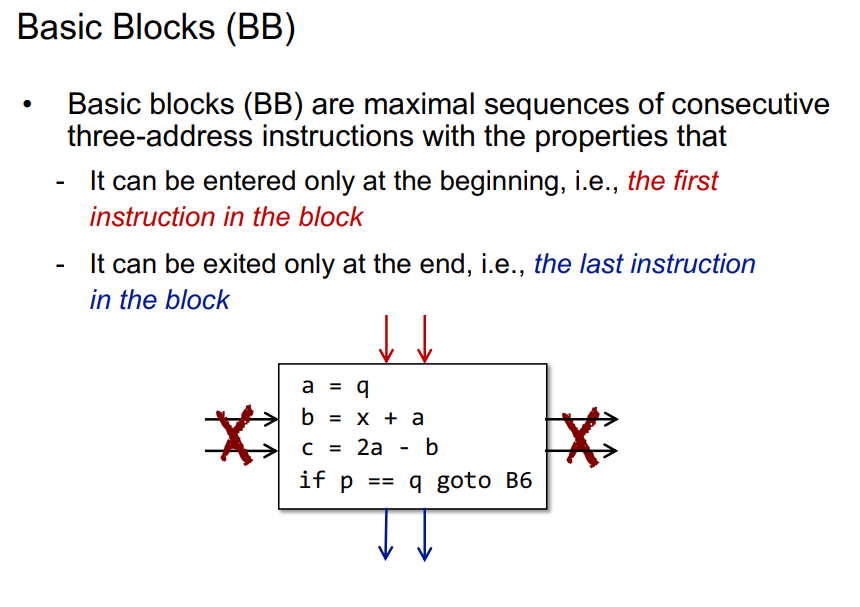 Basic Blocks (BB)
• Basic blocks (BB) are maximal sequences of consecutive
three-address instructions with the properties that
- It can be entered only at the beginning, i.e., the first
instruction in the block
- It can be exited only at the end, i.e., the last instruction
in the block
a = q
b = x + a
c = 2a - b
if p == q goto B6